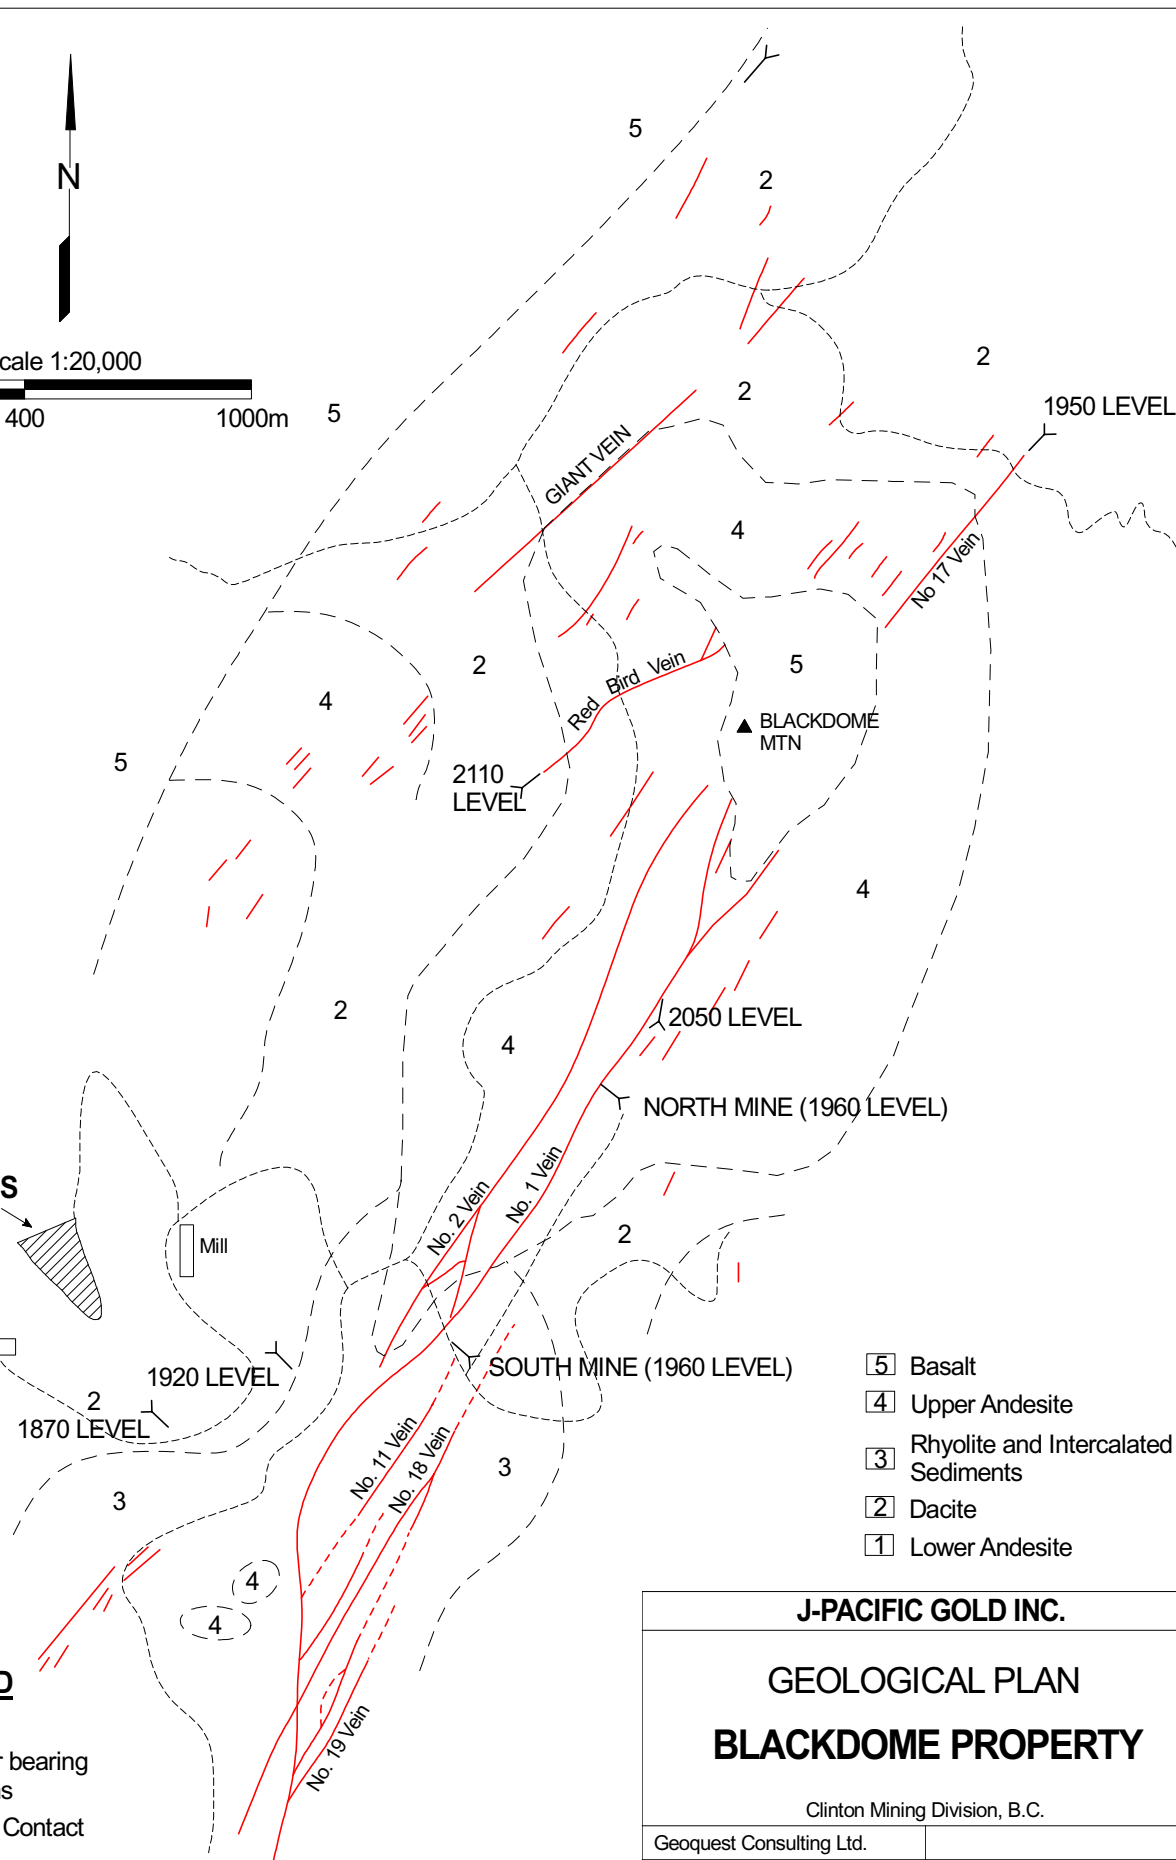 N
cale 1:20,000
400 1000m
5
2
5
2
2
1950 LEVEL
GIANT VEIN
4
No 17 Vein
2
5
Red Bird Vein
4
BLACKDOME
MTN
5
2110
LEVEL
4
2
2050 LEVEL
4
NORTH MINE (1960 LEVEL)
No. 1 Vein
No. 2 Vein
S
2
Mill
SOUTH MINE (1960 LEVEL)
1920 LEVEL
2
1870 LEVEL
No. 11 Vein
No. 18 Vein
3
3
4
4
No. 19 Vein
5 Basalt
4 Upper Andesite
3 Rhyolite and Intercalated
Sediments
2 Dacite
1 Lower Andesite
D
r bearing
ns
Contact
J-PACIFIC GOLD INC.
GEOLOGICAL PLAN
BLACKDOME PROPERTY
Clinton Mining Division, B.C.
Geoquest Consulting Ltd.